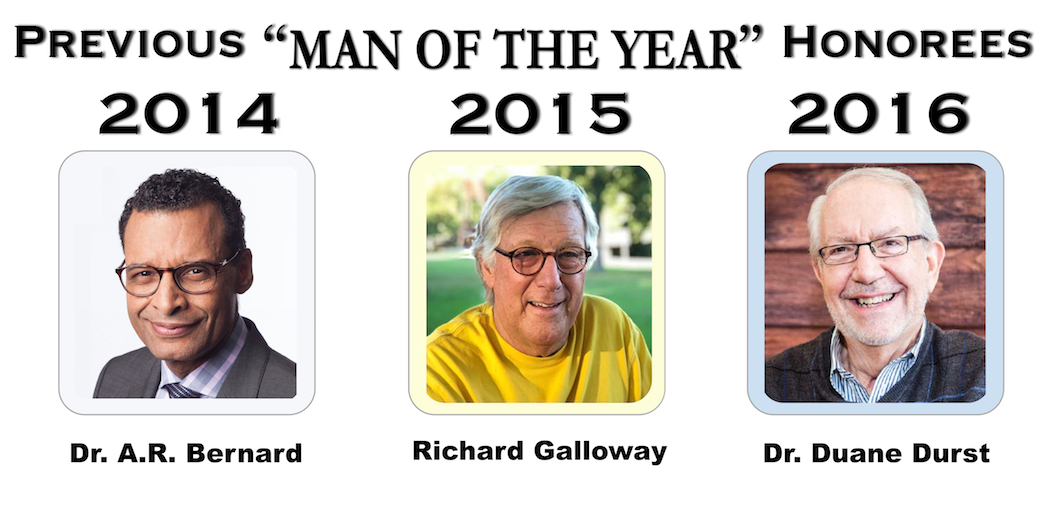 Previous “MAN OF THE YEAR” Honorees
2014 2015 2016
Dr. A.R. Bernard Richard Galloway Dr. Duane Durst